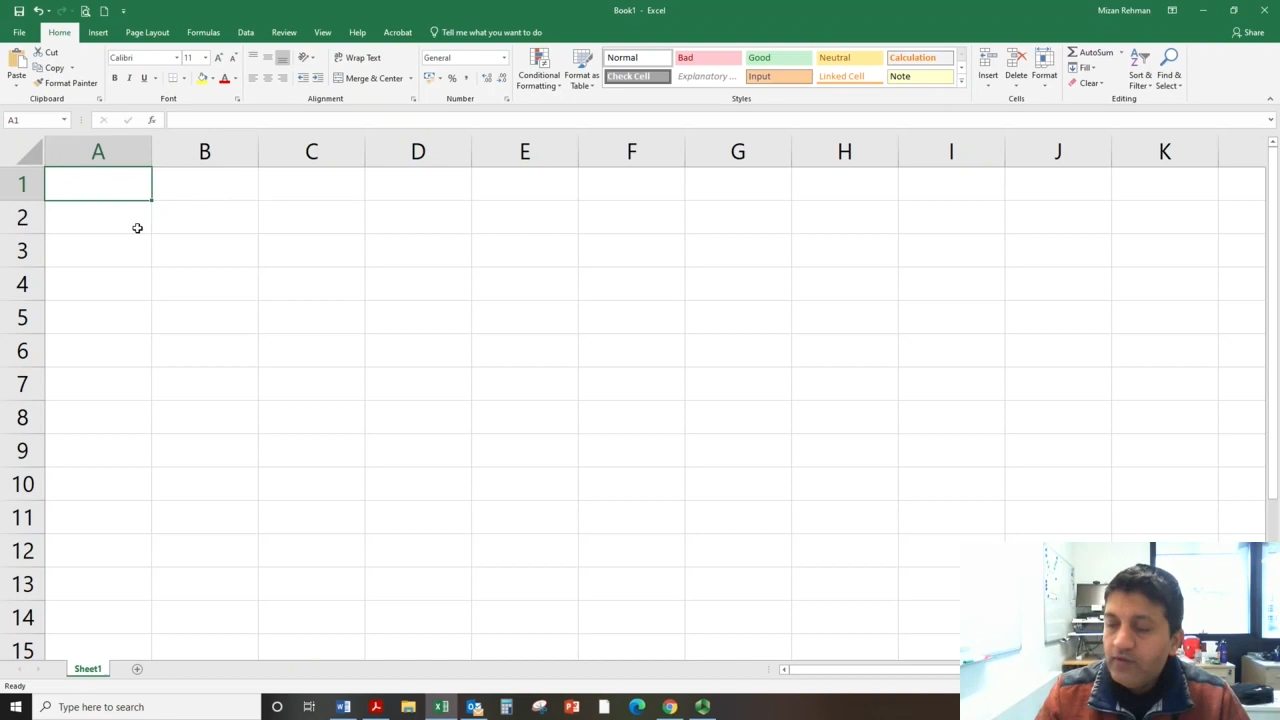 Book1 - Excel
Mizan Rehman
File Home Insert Page Layout Formulas Data Review View Help Acrobat Tell me what you want to do
Share
Paste
Cut
Copy
Format Painter
Clipboard
Calibri 11
B I U
Font
Wrap Text
Merge & Center
Alignment
General
$ % ,
Number
Conditional Formatting
Format as Table
Normal Bad Good Neutral Calculation
Check Cell Explanatory ... Input Linked Cell Note
Styles
Insert Delete Format
Cells
AutoSum
Fill
Clear
Sort & Filter
Find & Select
Editing
A1
fx
A B C D E F G H I J K
1
2
3
4
5
6
7
8
9
10
11
12
13
14
15
Sheet1
Ready
Type here to search